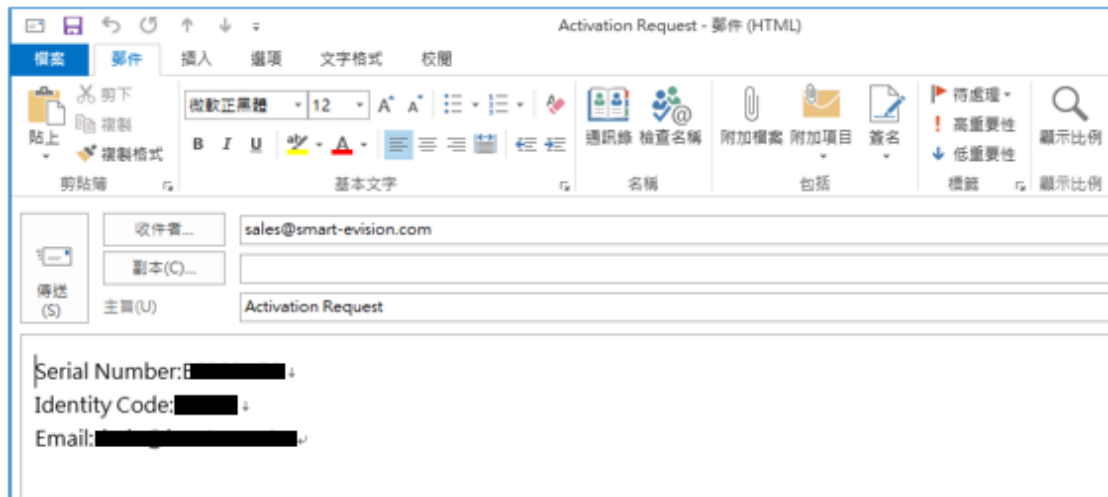 Activation Request - 郵件 (HTML)
檔案 郵件 插入 選項 文字格式 校閱
貼上 剪下 複製 複製格式
微軟正黑體 12 A A
B I U aby A
通訊錄 檢查名稱 附加檔案 附加項目 簽名
待處理
高重要性
低重要性
顯示比例
剪貼簿 基本文字 名稱 包括 標籤 顯示比例
傳送
(S)
收件者... sales@smart-evision.com
副本(C)...
主旨(U) Activation Request
Serial Number:
Identity Code:
Email: